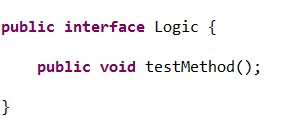 public interface Logic {
    public void testMethod();
}